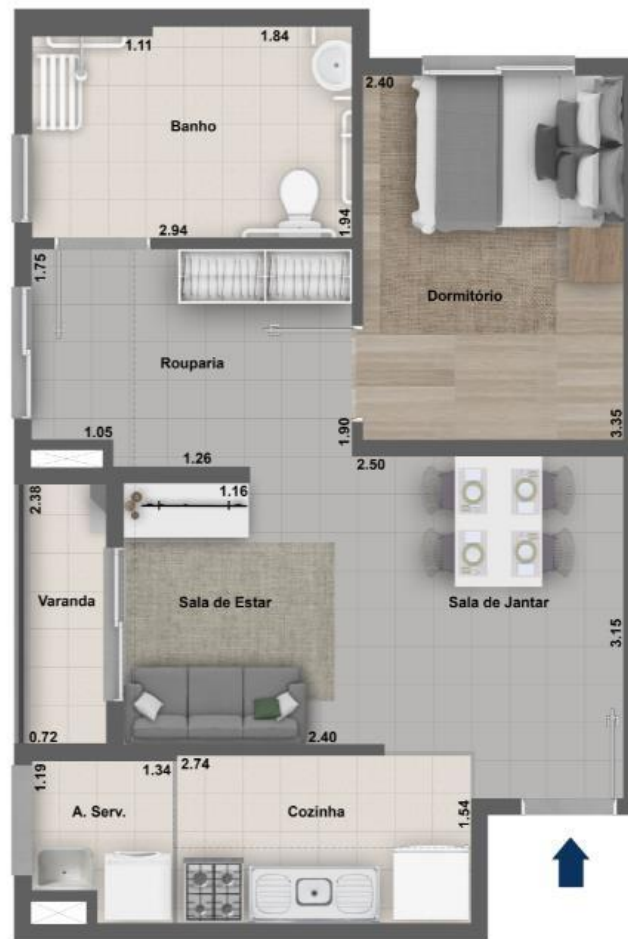 1.11
1.84
Banho
2.40
2.94
1.94
1.75
Dormitório
Rouparia
1.05
1.90
3.35
1.26
2.50
2.38
1.16
Varanda
Sala de Estar
Sala de Jantar
3.15
0.72
2.40
1.19
1.34
2.74
A. Serv.
Cozinha
1.54